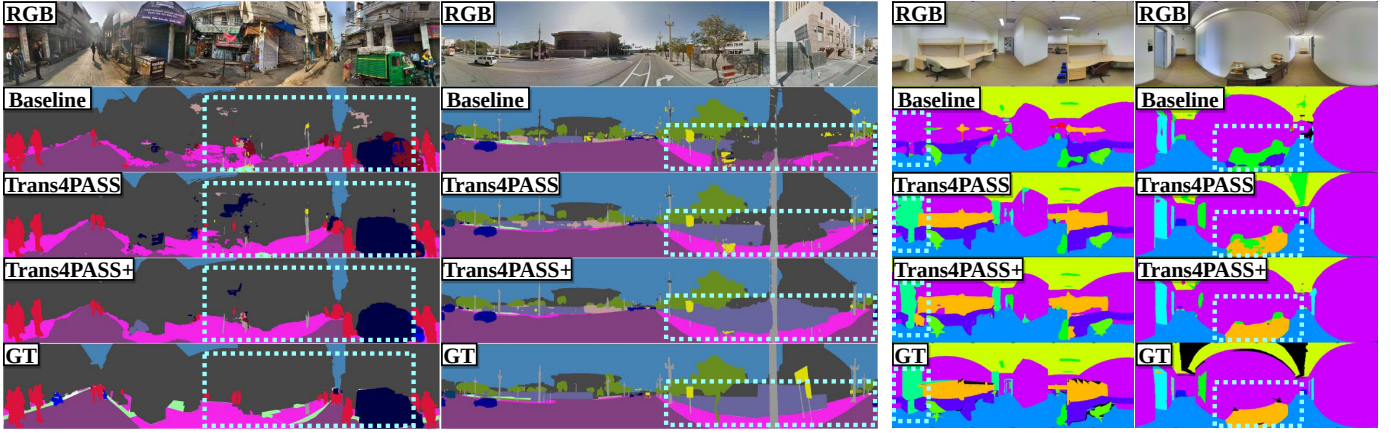 RGB RGB RGB RGB
Baseline Baseline Baseline Baseline
Trans4PASS Trans4PASS Trans4PASS Trans4PASS
Trans4PASS+ Trans4PASS+ Trans4PASS+ Trans4PASS+
GT GT GT GT